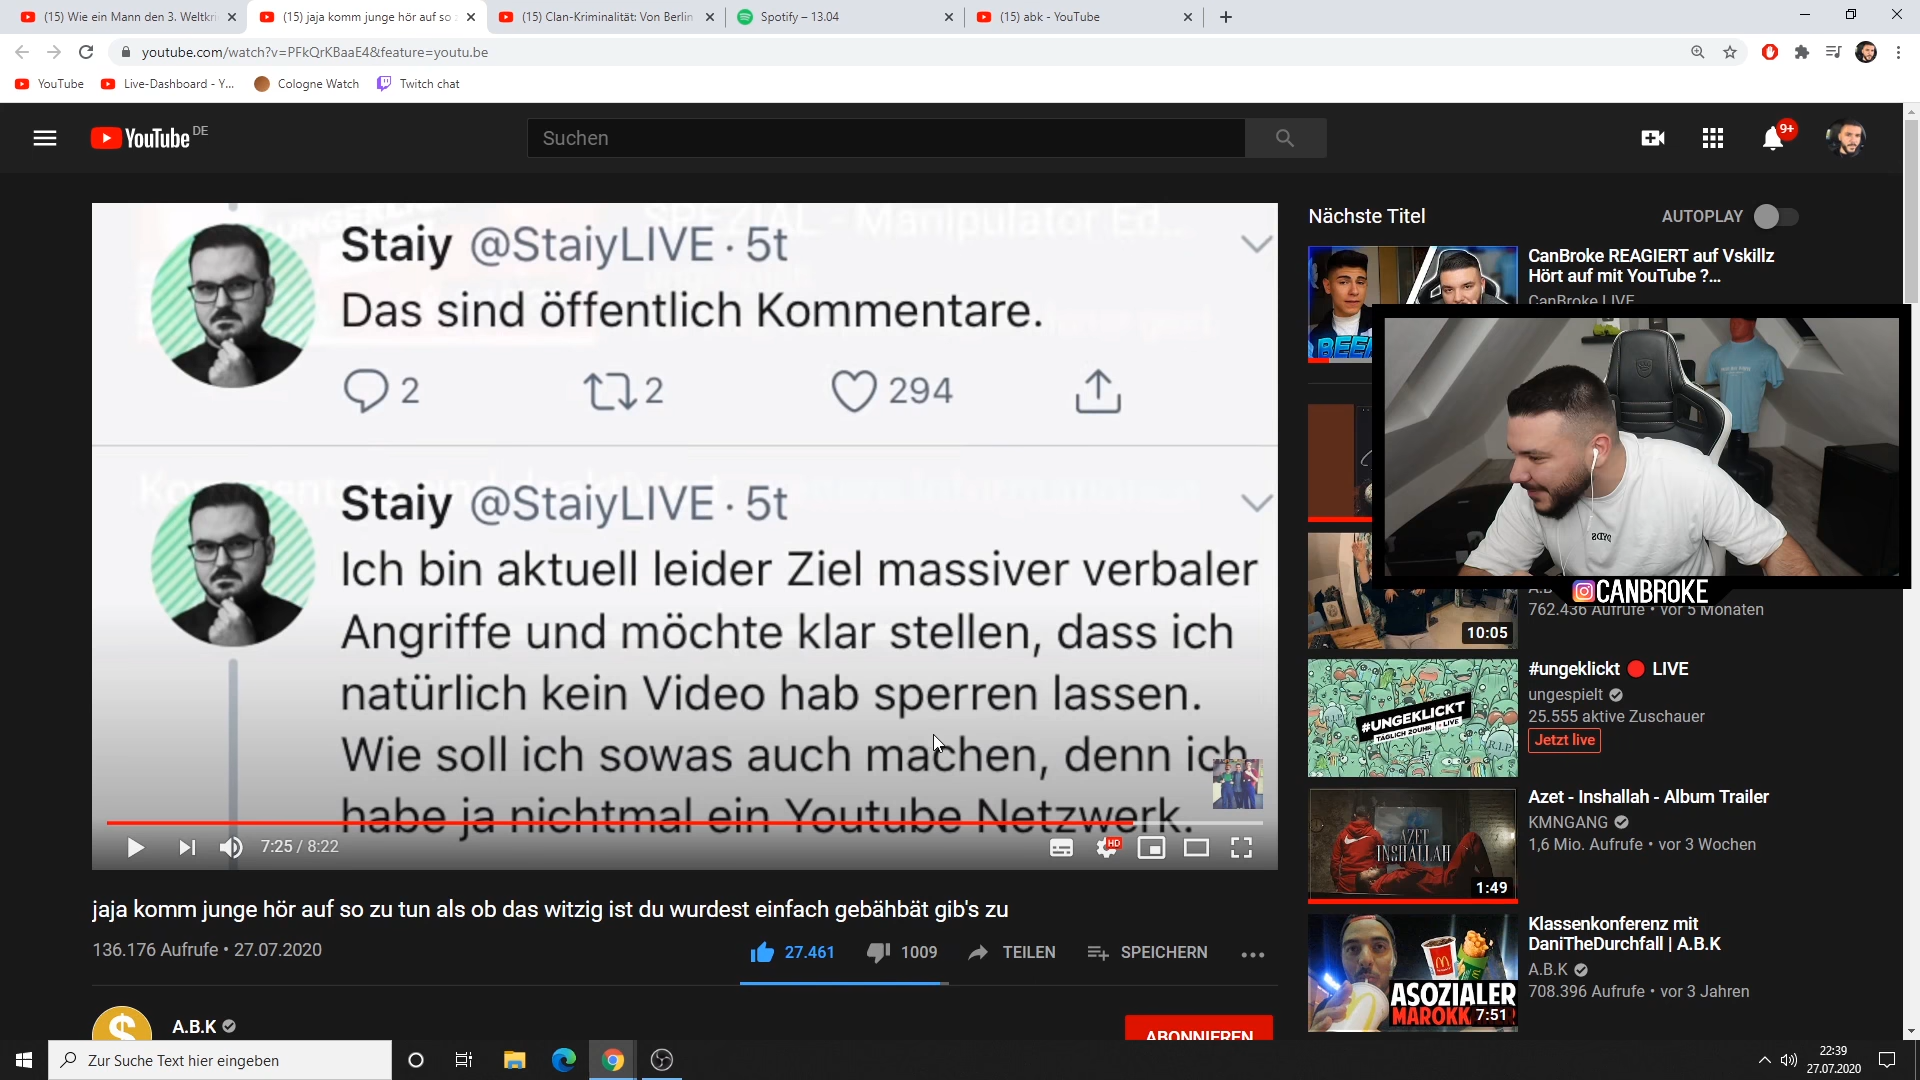 (15) Wie ein Mann den 3. Weltkri
(15) jaja komm junge hör auf so
(15) Clan-Kriminalität: Von Berlin
Spotify – 13.04
(15) abk - YouTube
youtube.com/watch?v=PFkQrKBaaE4&feature=youtu.be
YouTube
Live-Dashboard - Y...
Cologne Watch
Twitch chat
YouTube DE
Suchen
9+
SPEZIAL - Manipulator Ed...
Staiy @StaiyLIVE · 5t
Das sind öffentlich Kommentare.
2
2
294
Staiy @StaiyLIVE · 5t
Ich bin aktuell leider Ziel massiver verbaler
Angriffe und möchte klar stellen, dass ich
natürlich kein Video hab sperren lassen.
Wie soll ich sowas auch machen, denn ich
habe ja nichtmal ein Youtube Netzwerk.
7:25 / 8:22
HD
jaja komm junge hör auf so zu tun als ob das witzig ist du wurdest einfach gebähbät gib's zu
136.176 Aufrufe • 27.07.2020
27.461
1009
TEILEN
SPEICHERN
A.B.K
ABONNIEREN
Nächste Titel
AUTOPLAY
CanBroke REAGIERT auf Vskillz
Hört auf mit YouTube ?...
CanBroke LIVE
CANBROKE
762.436 Aufrufe • vor 5 Monaten
10:05
#UNGEKLICKT
TÄGLICH 20UHR LIVE
R.I.P.
#ungeklickt 🔴 LIVE
ungespielt
25.555 aktive Zuschauer
Jetzt live
AZET
INSHALLAH
1:49
Azet - Inshallah - Album Trailer
KMNGANG
1,6 Mio. Aufrufe • vor 3 Wochen
ASOZIALER
MAROKK
7:51
Klassenkonferenz mit
DaniTheDurchfall | A.B.K
A.B.K
708.396 Aufrufe • vor 3 Jahren
Zur Suche Text hier eingeben
22:39
27.07.2020